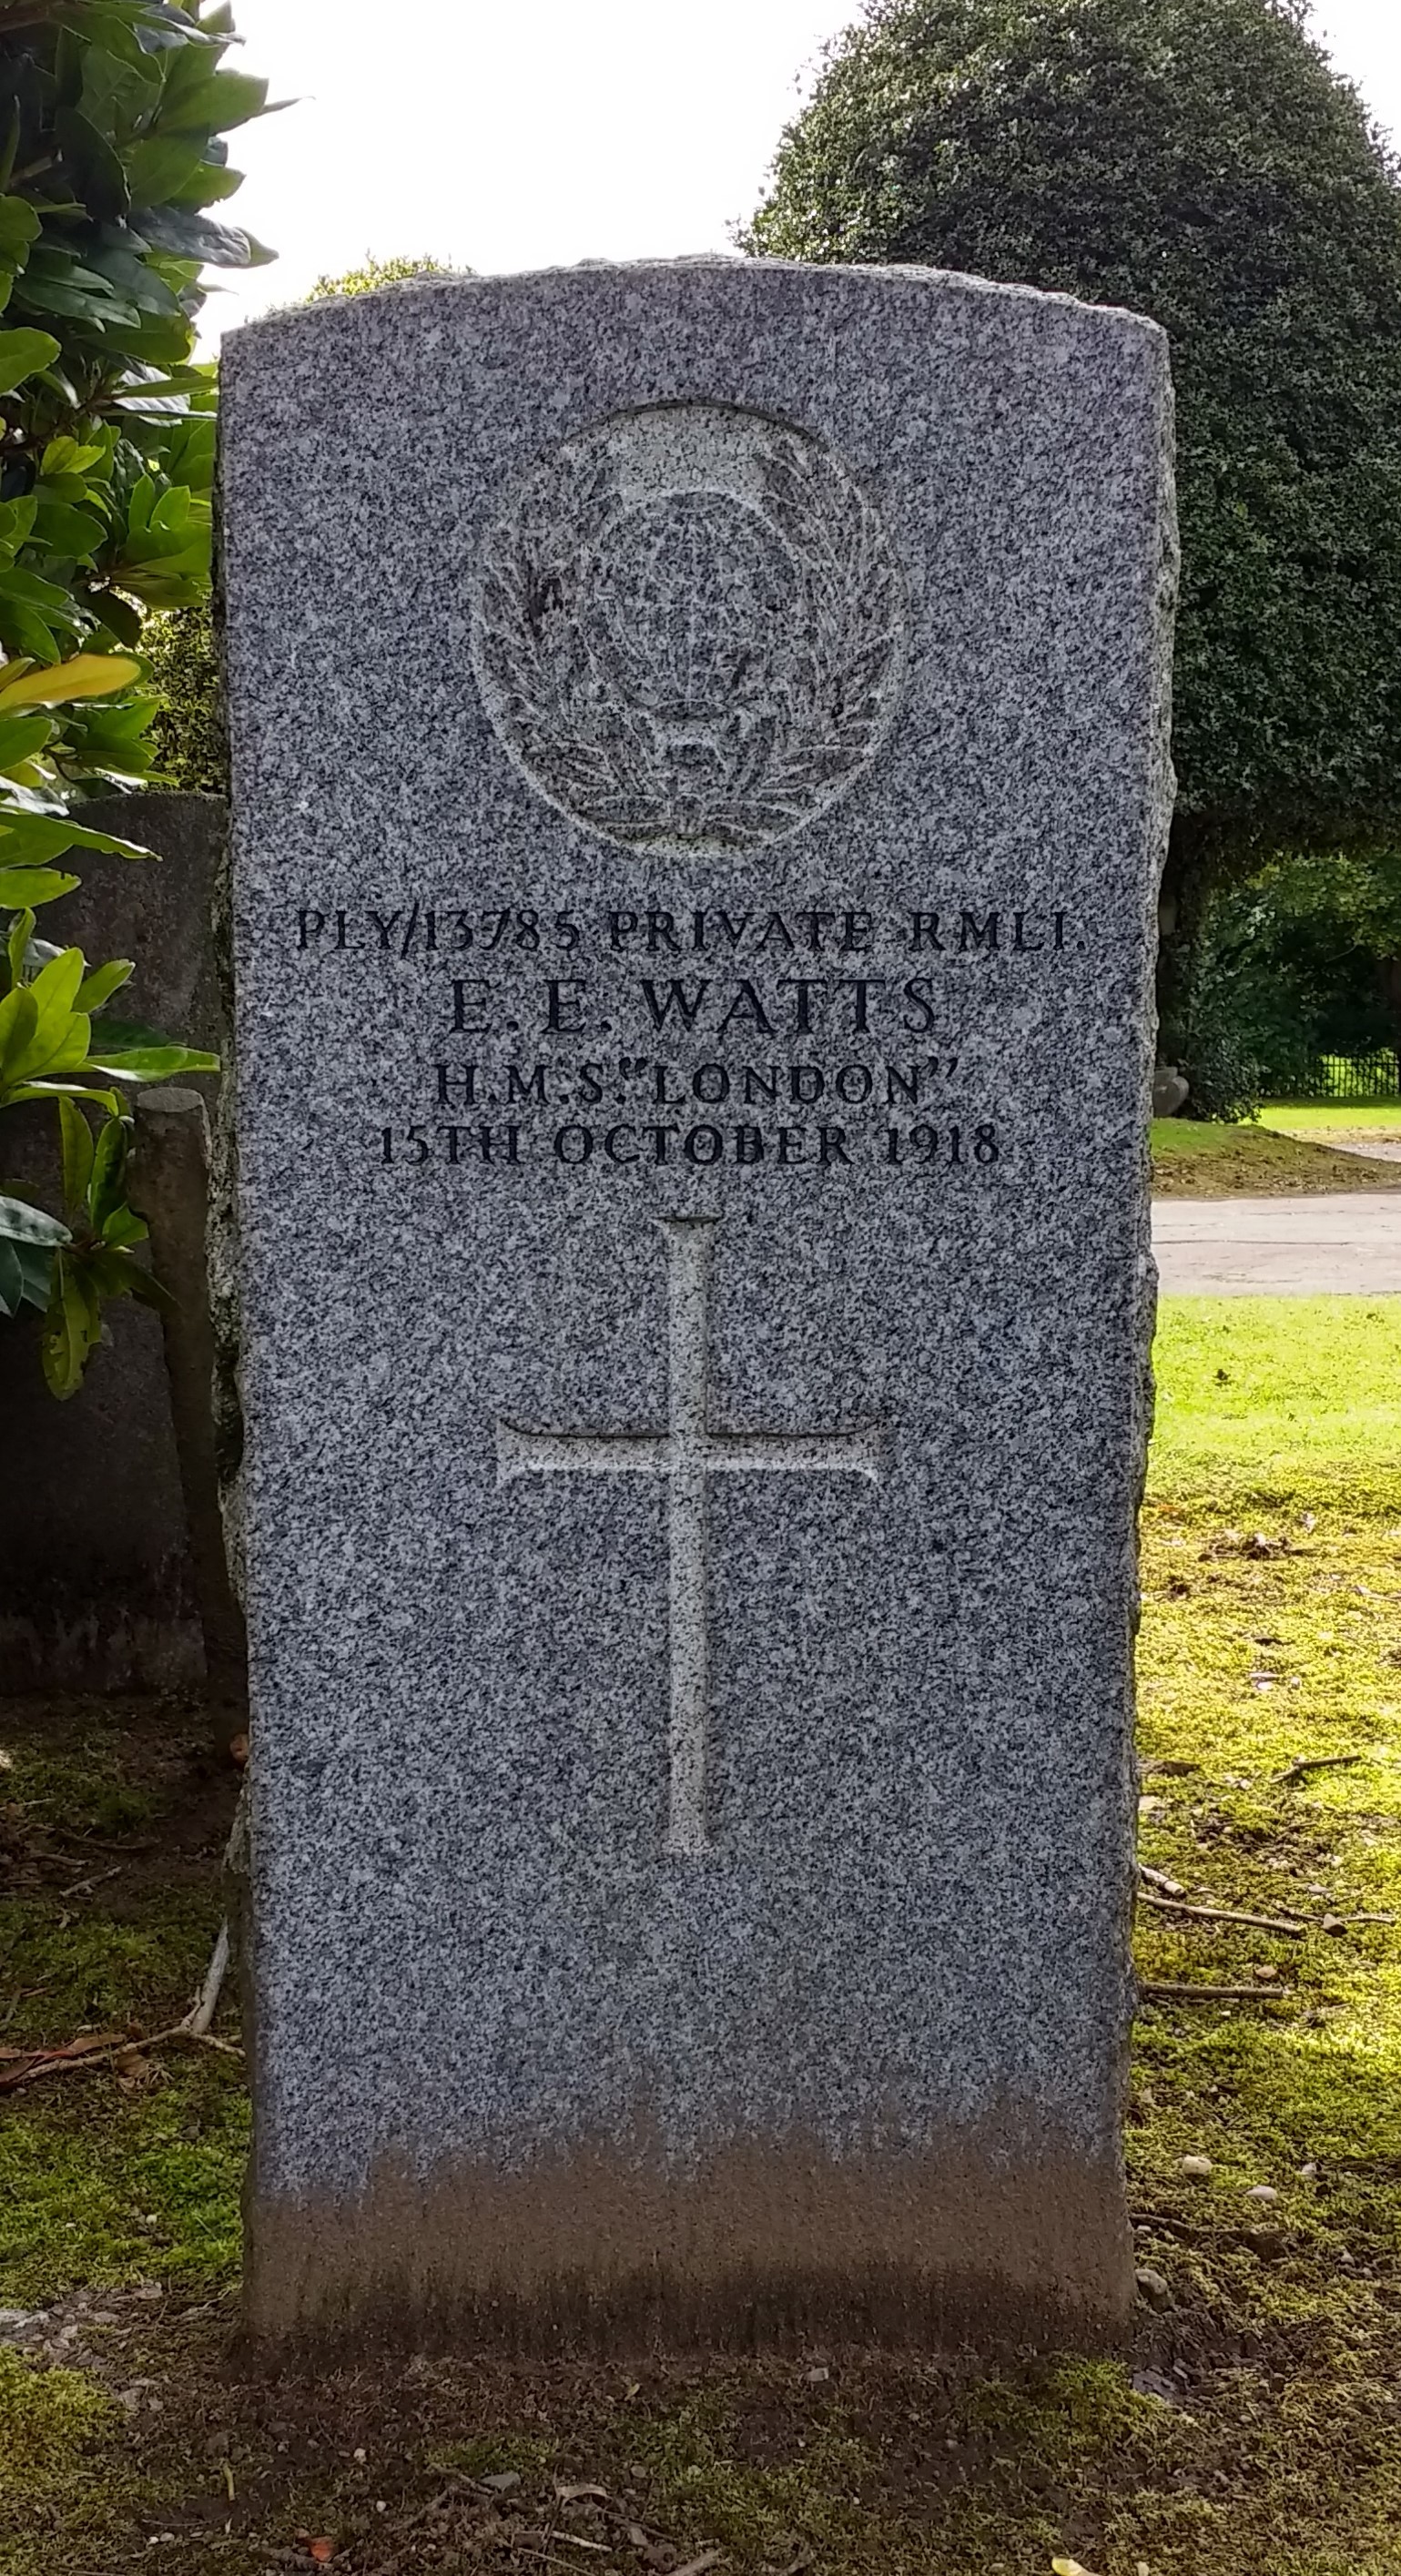 PLY/13785 PRIVATE RMLI.
E. E. WATTS
H.M.S. "LONDON"
15TH OCTOBER 1918